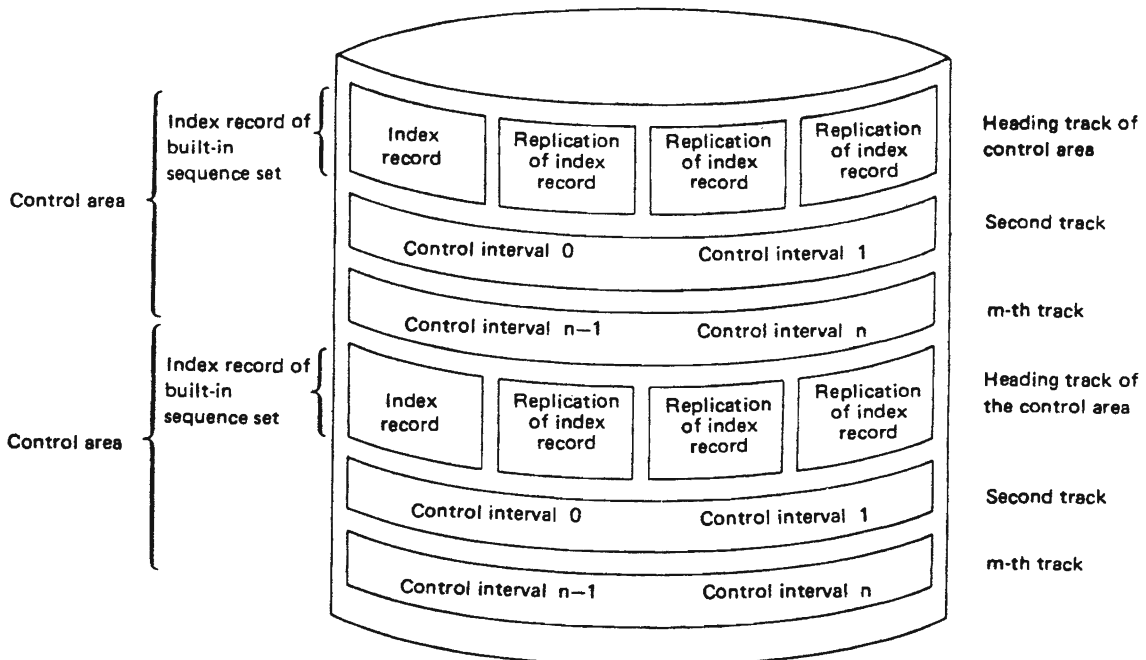 Control area
Index record of
built-in
sequence set
Index
record
Replication
of index
record
Replication
of index
record
Replication
of index
record
Heading track of
control area
Control interval 0
Control interval 1
Second track
Control interval n—1
Control interval n
m-th track
Control area
Index record of
built-in
sequence set
Index
record
Replication
of index
record
Replication
of index
record
Replication
of index
record
Heading track of
the control area
Control interval 0
Control interval 1
Second track
Control interval n—1
Control interval n
m-th track